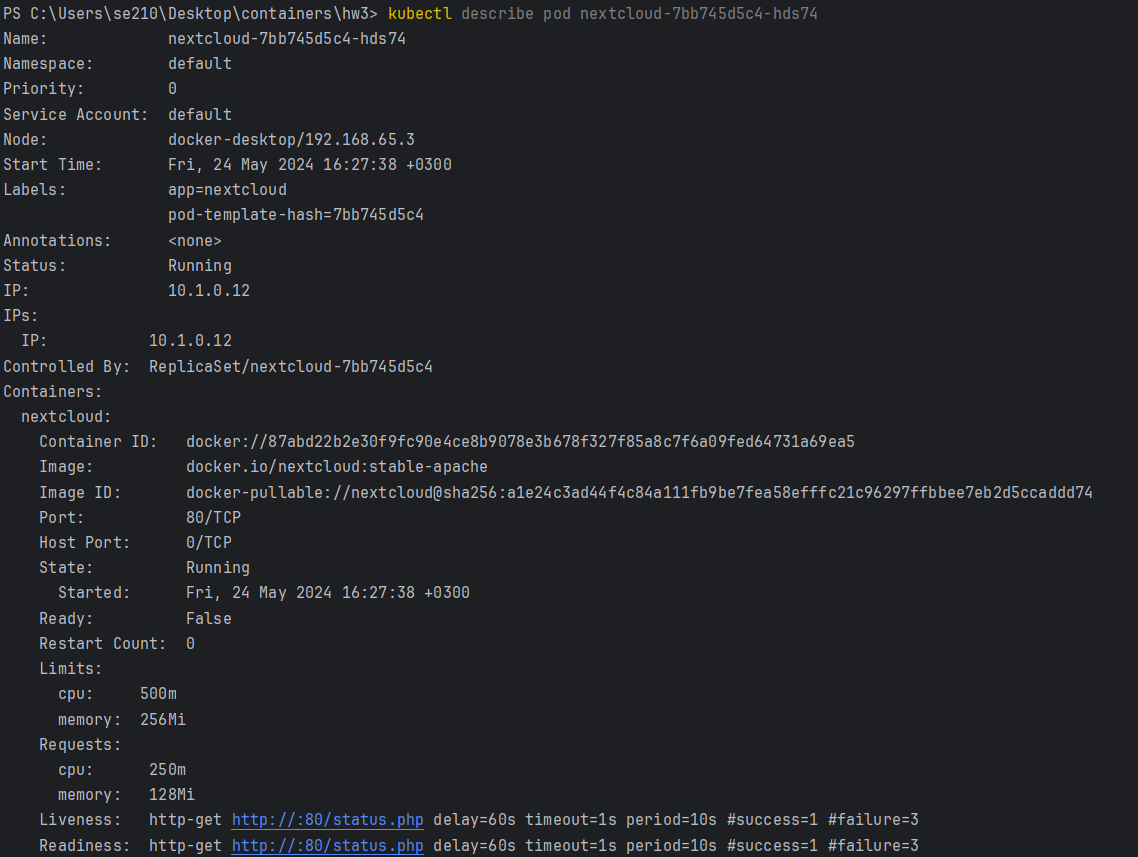 PS C:\Users\se210\Desktop\containers\hw3> kubectl describe pod nextcloud-7bb745d5c4-hds74
Name:             nextcloud-7bb745d5c4-hds74
Namespace:        default
Priority:         0
Service Account:  default
Node:             docker-desktop/192.168.65.3
Start Time:       Fri, 24 May 2024 16:27:38 +0300
Labels:           app=nextcloud
                  pod-template-hash=7bb745d5c4
Annotations:      <none>
Status:           Running
IP:               10.1.0.12
IPs:
  IP:           10.1.0.12
Controlled By:  ReplicaSet/nextcloud-7bb745d5c4
Containers:
  nextcloud:
    Container ID:   docker://87abd22b2e30f9fc90e4ce8b9078e3b678f327f85a8c7f6a09fed64731a69ea5
    Image:          docker.io/nextcloud:stable-apache
    Image ID:       docker-pullable://nextcloud@sha256:a1e24c3ad44f4c84a111fb9be7fea58efffc21c96297ffbbee7eb2d5ccaddd74
    Port:           80/TCP
    Host Port:      0/TCP
    State:          Running
      Started:      Fri, 24 May 2024 16:27:38 +0300
    Ready:          False
    Restart Count:  0
    Limits:
      cpu:     500m
      memory:  256Mi
    Requests:
      cpu:      250m
      memory:   128Mi
    Liveness:   http-get http://:80/status.php delay=60s timeout=1s period=10s #success=1 #failure=3
    Readiness:  http-get http://:80/status.php delay=60s timeout=1s period=10s #success=1 #failure=3